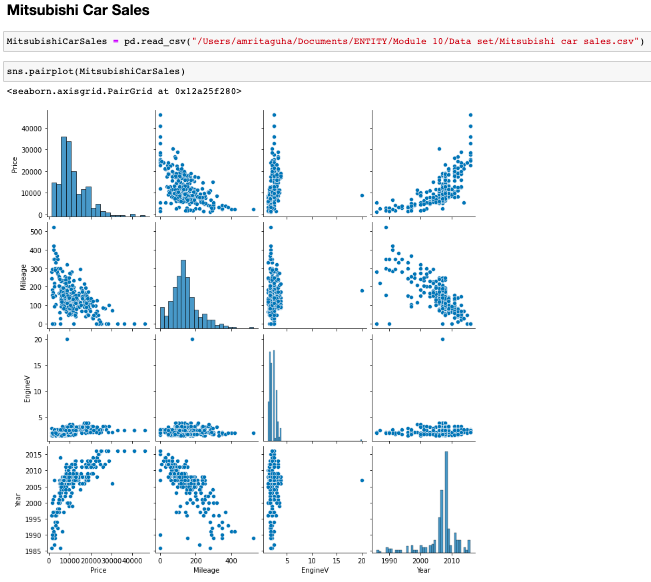 Mitsubishi Car Sales
MitsubishiCarSales = pd.read_csv("/Users/amritaguha/Documents/ENTITY/Module 10/Data set/Mitsubishi car sales.csv")
sns.pairplot(MitsubishiCarSales)
<seaborn.axisgrid.PairGrid at 0x12a25f280>
40000
30000
20000
10000
0
Price
500
400
300
200
100
0
Mileage
20
15
10
5
EngineV
2015
2010
2005
2000
1995
1990
1985
Year
0 10000 20000 30000 40000
0 200 400
5 10 15 20
1990 2000 2010
Price Mileage EngineV Year